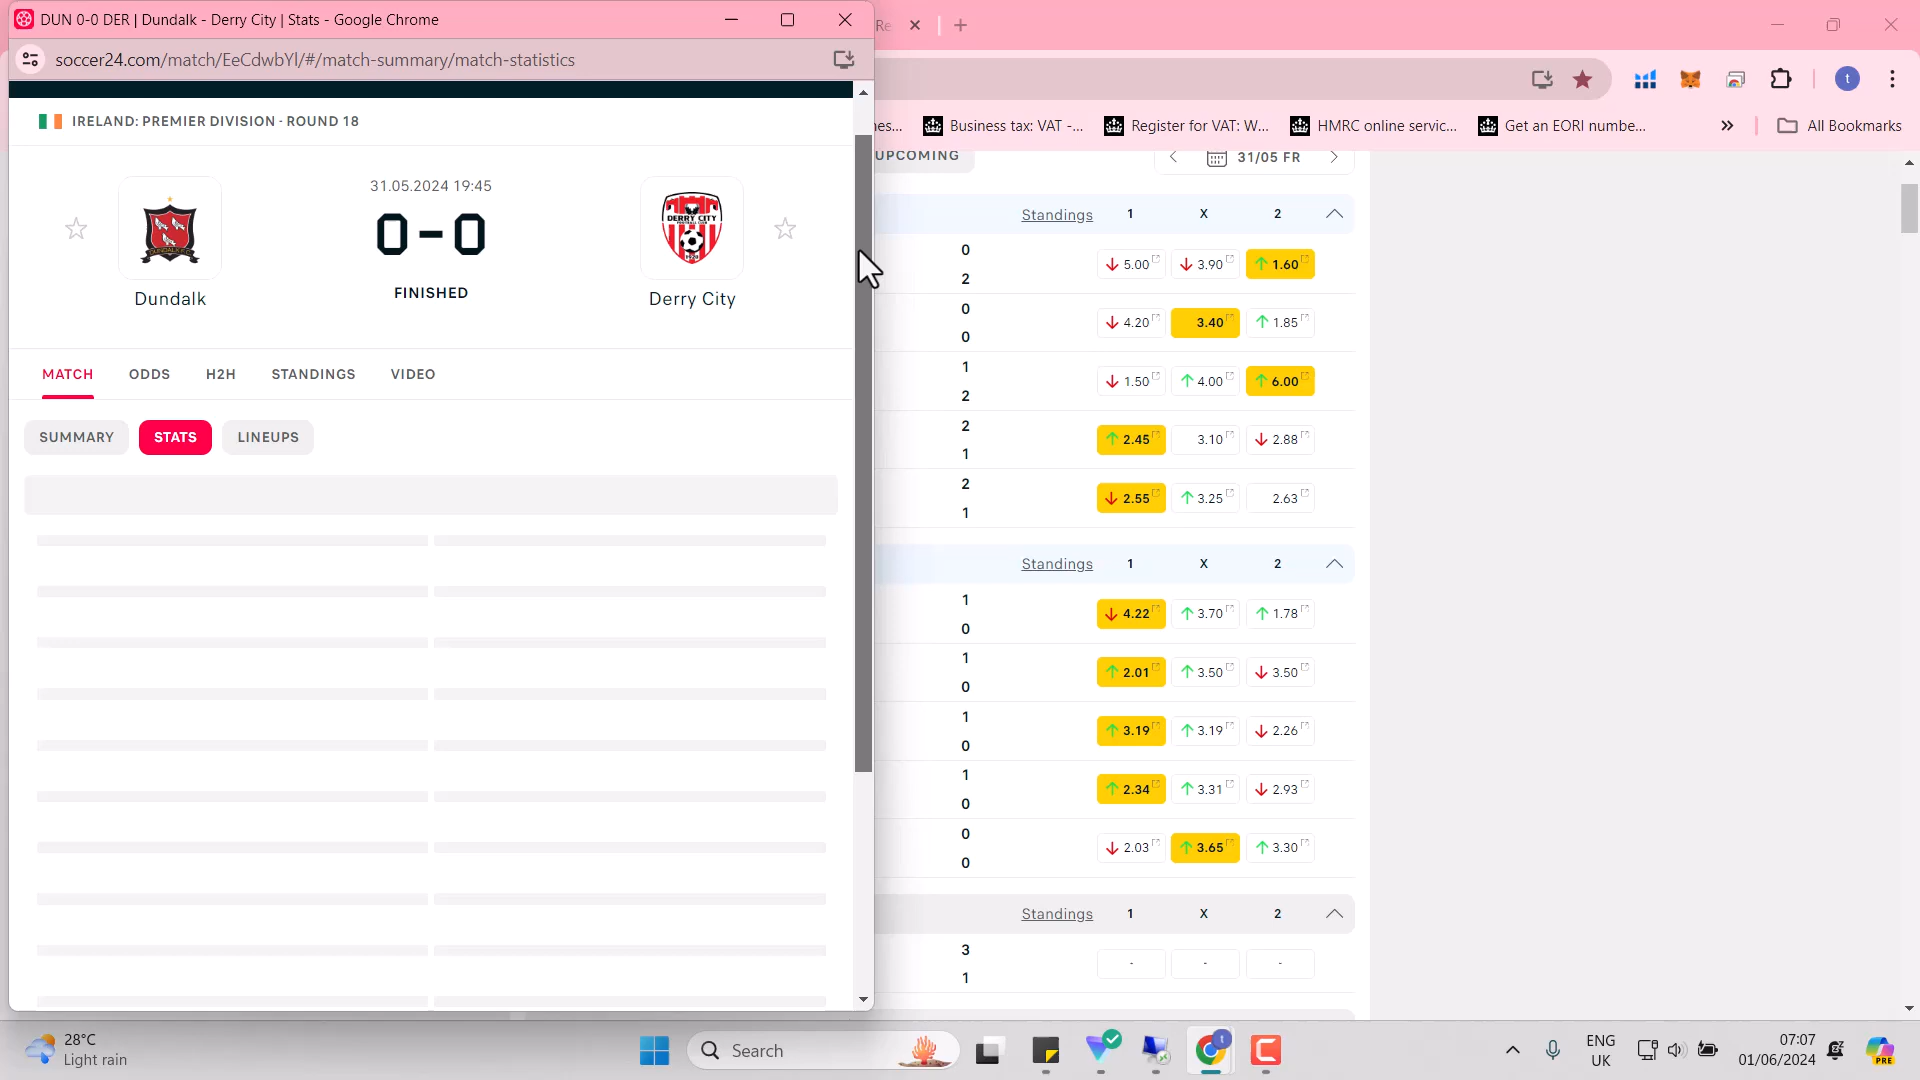 DUN 0-0 DER | Dundalk - Derry City | Stats - Google Chrome
soccer24.com/match/EeCdwbYl/#/match-summary/match-statistics
IRELAND: PREMIER DIVISION - ROUND 18
31.05.2024 19:45
0 - 0
FINISHED
Dundalk
Derry City
DERRY CITY
MATCH ODDS H2H STANDINGS VIDEO
SUMMARY STATS LINEUPS
Re
t
Business tax: VAT -...
Register for VAT: W...
HMRC online servic...
Get an EORI numbe...
All Bookmarks
UPCOMING
31/05 FR
Standings 1 X 2
0
2
5.00 3.90 1.60
0
0
4.20 3.40 1.85
1
2
1.50 4.00 6.00
2
1
2.45 3.10 2.88
2
1
2.55 3.25 2.63
Standings 1 X 2
1
0
4.22 3.70 1.78
1
0
2.01 3.50 3.50
1
0
3.19 3.19 2.26
1
0
2.34 3.31 2.93
0
0
2.03 3.65 3.30
Standings 1 X 2
3
1
- - -
28°C
Light rain
Search
ENG
UK
07:07
01/06/2024
PRE